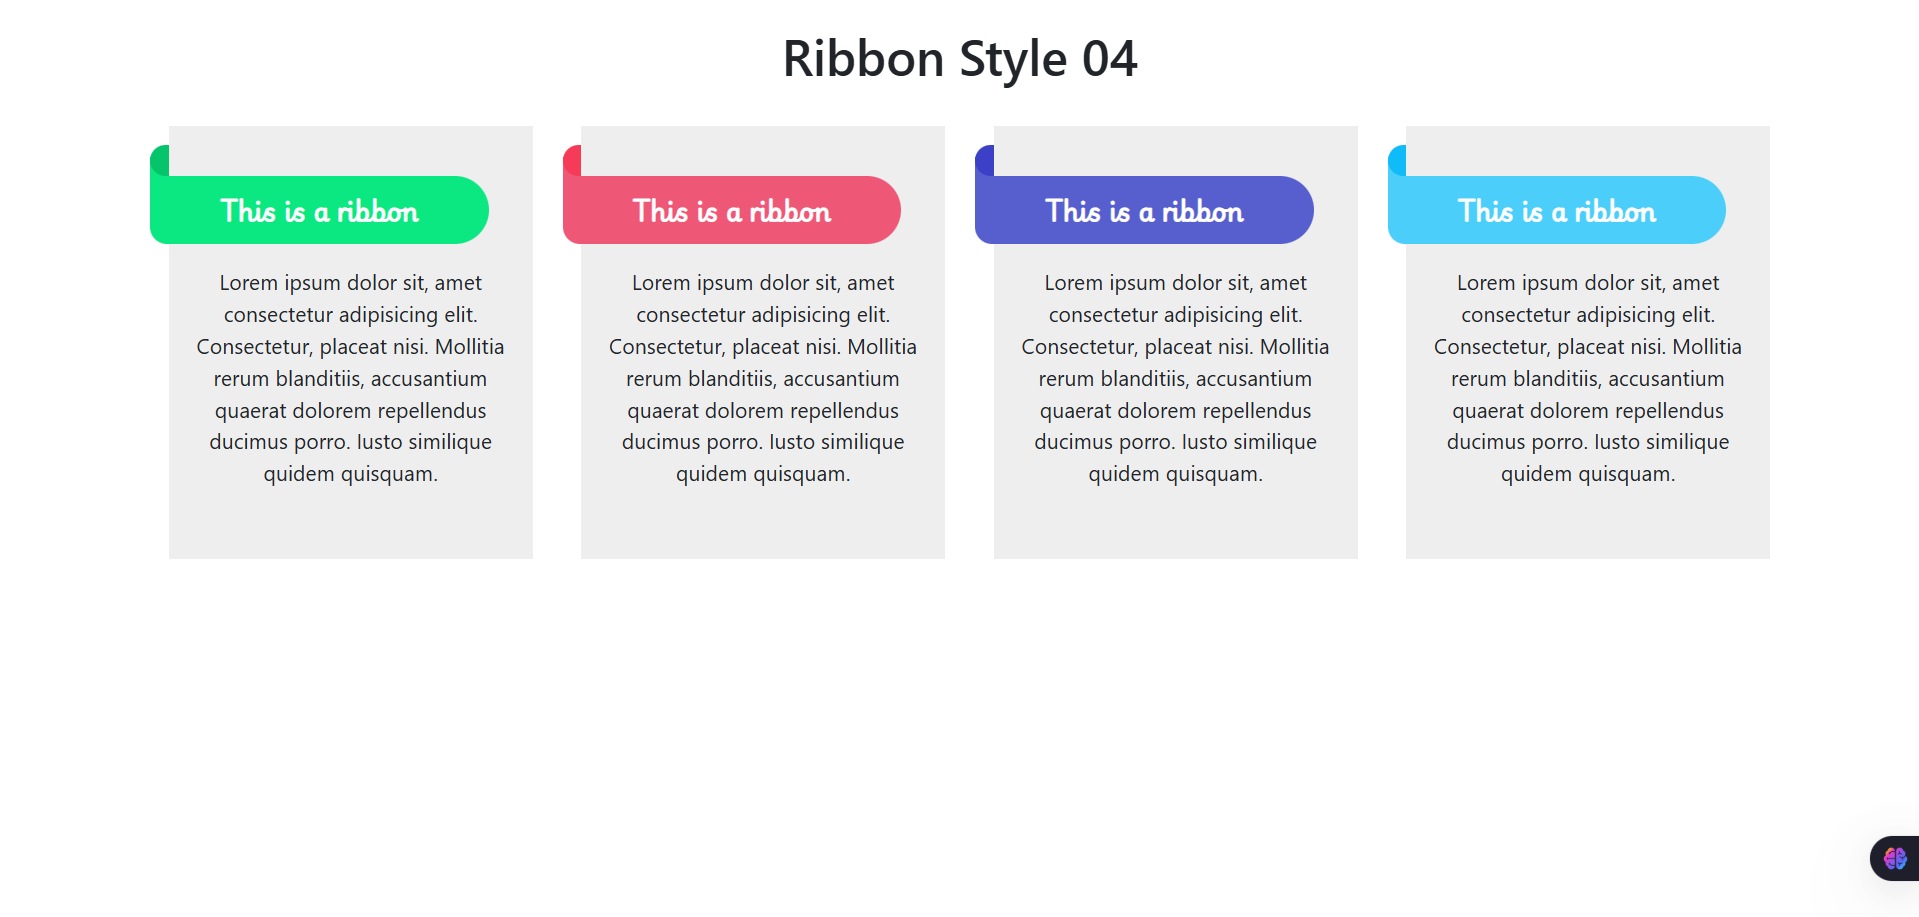 Ribbon Style 04
This is a ribbon
Lorem ipsum dolor sit, amet
consectetur adipisicing elit.
Consectetur, placeat nisi. Mollitia
rerum blanditiis, accusantium
quaerat dolorem repellendus
ducimus porro. Iusto similique
quidem quisquam.
This is a ribbon
Lorem ipsum dolor sit, amet
consectetur adipisicing elit.
Consectetur, placeat nisi. Mollitia
rerum blanditiis, accusantium
quaerat dolorem repellendus
ducimus porro. Iusto similique
quidem quisquam.
This is a ribbon
Lorem ipsum dolor sit, amet
consectetur adipisicing elit.
Consectetur, placeat nisi. Mollitia
rerum blanditiis, accusantium
quaerat dolorem repellendus
ducimus porro. Iusto similique
quidem quisquam.
This is a ribbon
Lorem ipsum dolor sit, amet
consectetur adipisicing elit.
Consectetur, placeat nisi. Mollitia
rerum blanditiis, accusantium
quaerat dolorem repellendus
ducimus porro. Iusto similique
quidem quisquam.